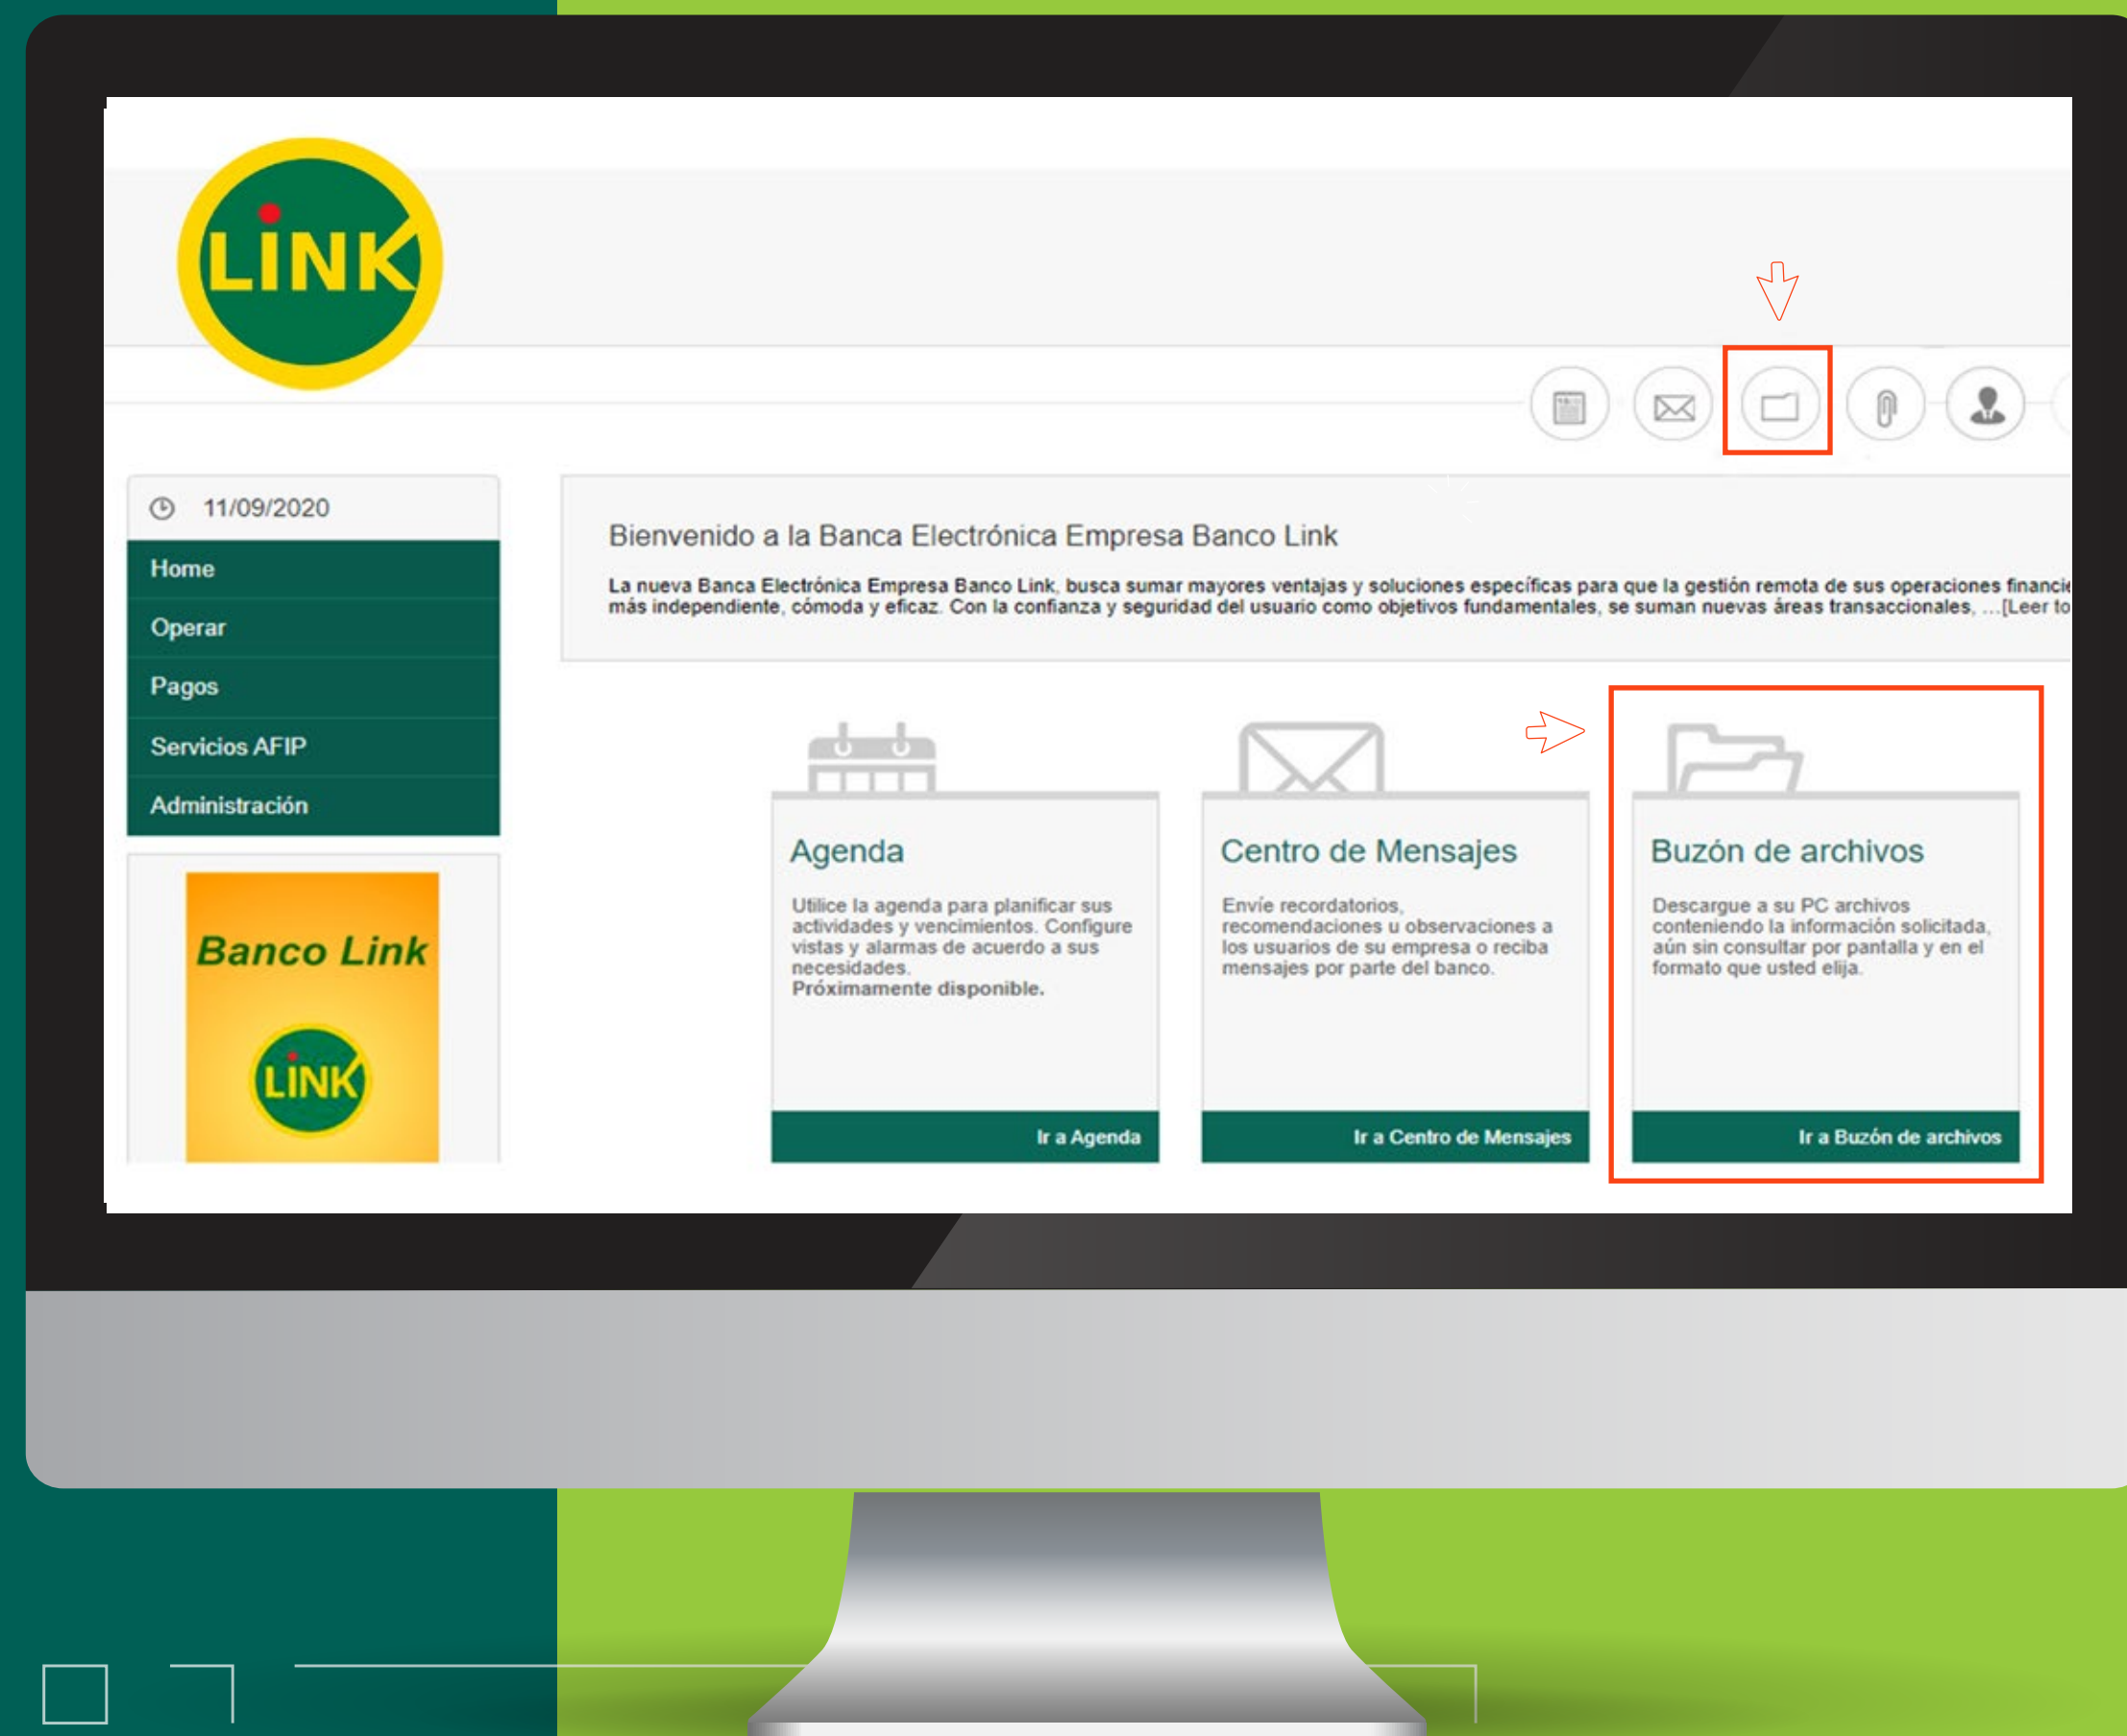 LINK
11/09/2020
Home
Operar
Pagos
Servicios AFIP
Administración
Banco Link
LINK
Bienvenido a la Banca Electrónica Empresa Banco Link
La nueva Banca Electrónica Empresa Banco Link, busca sumar mayores ventajas y soluciones específicas para que la gestión remota de sus operaciones financie
más independiente, cómoda y eficaz. Con la confianza y seguridad del usuario como objetivos fundamentales, se suman nuevas áreas transaccionales, ...[Leer to
Agenda
Utilice la agenda para planificar sus
actividades y vencimientos. Configure
vistas y alarmas de acuerdo a sus
necesidades.
Próximamente disponible.
Ir a Agenda
Centro de Mensajes
Envíe recordatorios,
recomendaciones u observaciones a
los usuarios de su empresa o reciba
mensajes por parte del banco.
Ir a Centro de Mensajes
Buzón de archivos
Descargue a su PC archivos
conteniendo la información solicitada,
aún sin consultar por pantalla y en el
formato que usted elija.
Ir a Buzón de archivos